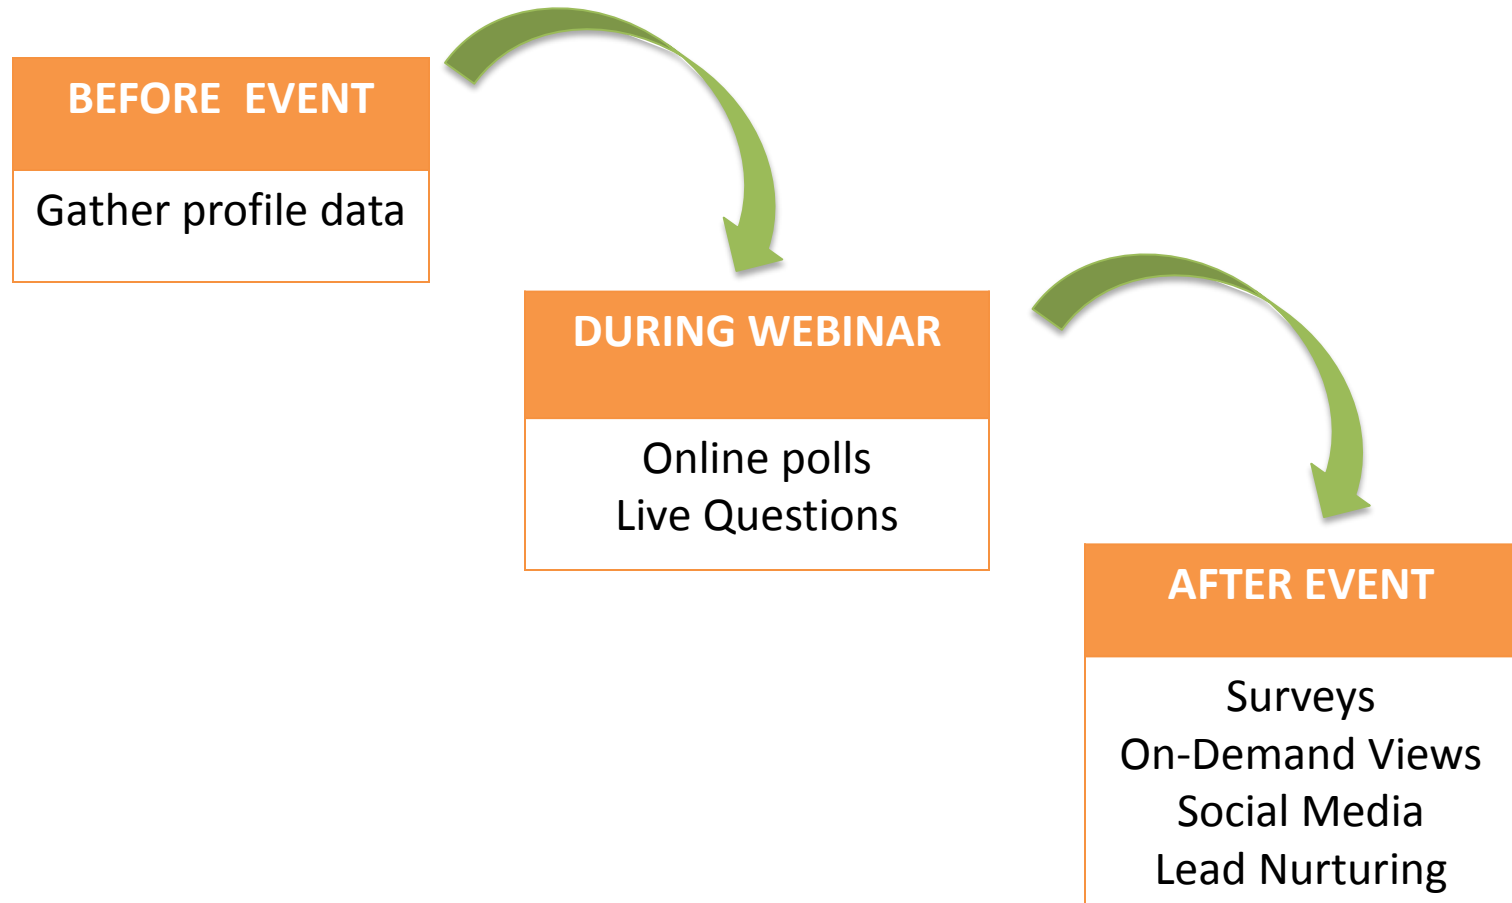 BEFORE  EVENT
Gather profile data
DURING WEBINAR
Online polls
Live Questions
AFTER EVENT
Surveys
On-Demand Views
Social Media
Lead Nurturing